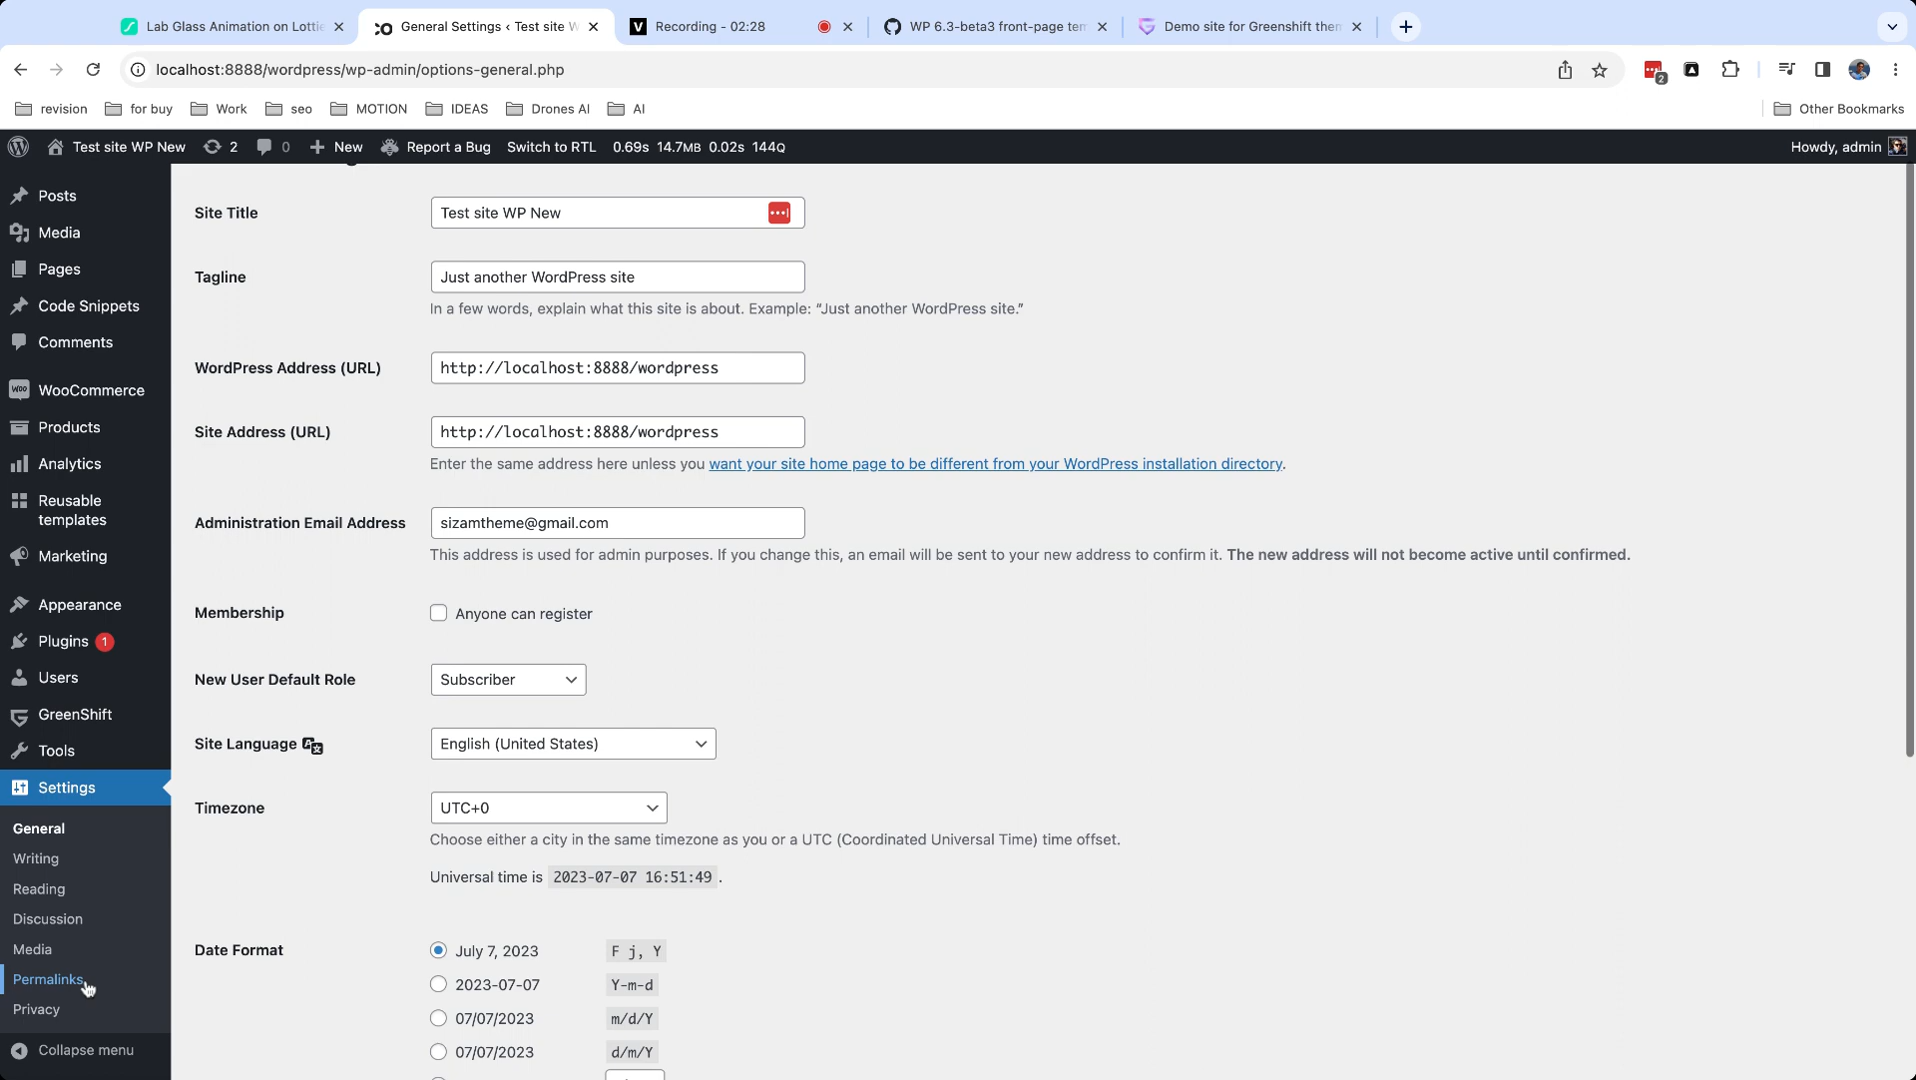 Lab Glass Animation on Lottie
General Settings ‹ Test site W
Recording - 02:28
WP 6.3-beta3 front-page tem
Demo site for Greenshift them
localhost:8888/wordpress/wp-admin/options-general.php
2
revision
for buy
Work
seo
MOTION
IDEAS
Drones AI
AI
Other Bookmarks
Test site WP New
2
0
New
Report a Bug
Switch to RTL
0.69s 14.7MB 0.02s 144Q
Howdy, admin
Posts
Media
Pages
Code Snippets
Comments
WooCommerce
Products
Analytics
Reusable
templates
Marketing
Appearance
Plugins 1
Users
GreenShift
Tools
Settings
General
Writing
Reading
Discussion
Media
Permalinks
Privacy
Collapse menu
Site Title
Test site WP New
Tagline
Just another WordPress site
In a few words, explain what this site is about. Example: “Just another WordPress site.”
WordPress Address (URL)
http://localhost:8888/wordpress
Site Address (URL)
http://localhost:8888/wordpress
Enter the same address here unless you want your site home page to be different from your WordPress installation directory.
Administration Email Address
sizamtheme@gmail.com
This address is used for admin purposes. If you change this, an email will be sent to your new address to confirm it. The new address will not become active until confirmed.
Membership
Anyone can register
New User Default Role
Subscriber
Site Language
English (United States)
Timezone
UTC+0
Choose either a city in the same timezone as you or a UTC (Coordinated Universal Time) time offset.
Universal time is 2023-07-07 16:51:49 .
Date Format
July 7, 2023 F j, Y
2023-07-07 Y-m-d
07/07/2023 m/d/Y
07/07/2023 d/m/Y